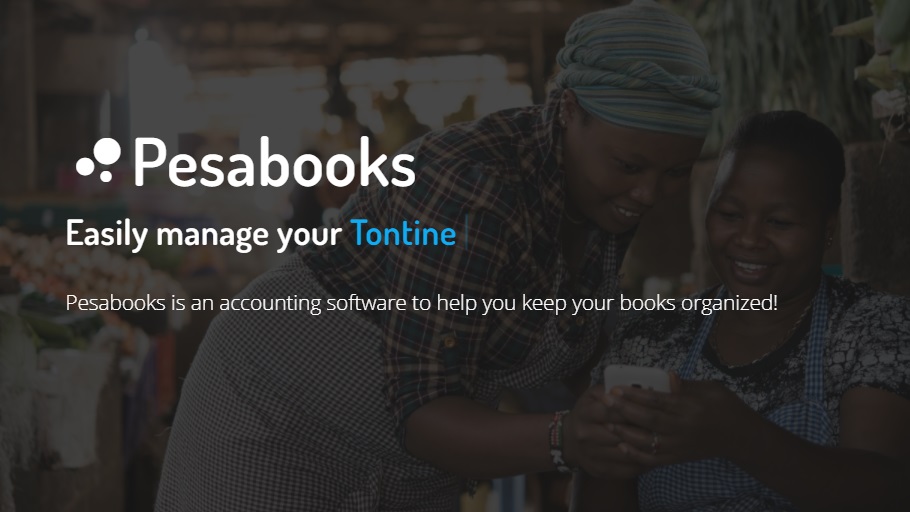 Pesabooks
Easily manage your Tontine
Pesabooks is an accounting software to help you keep your books organized!